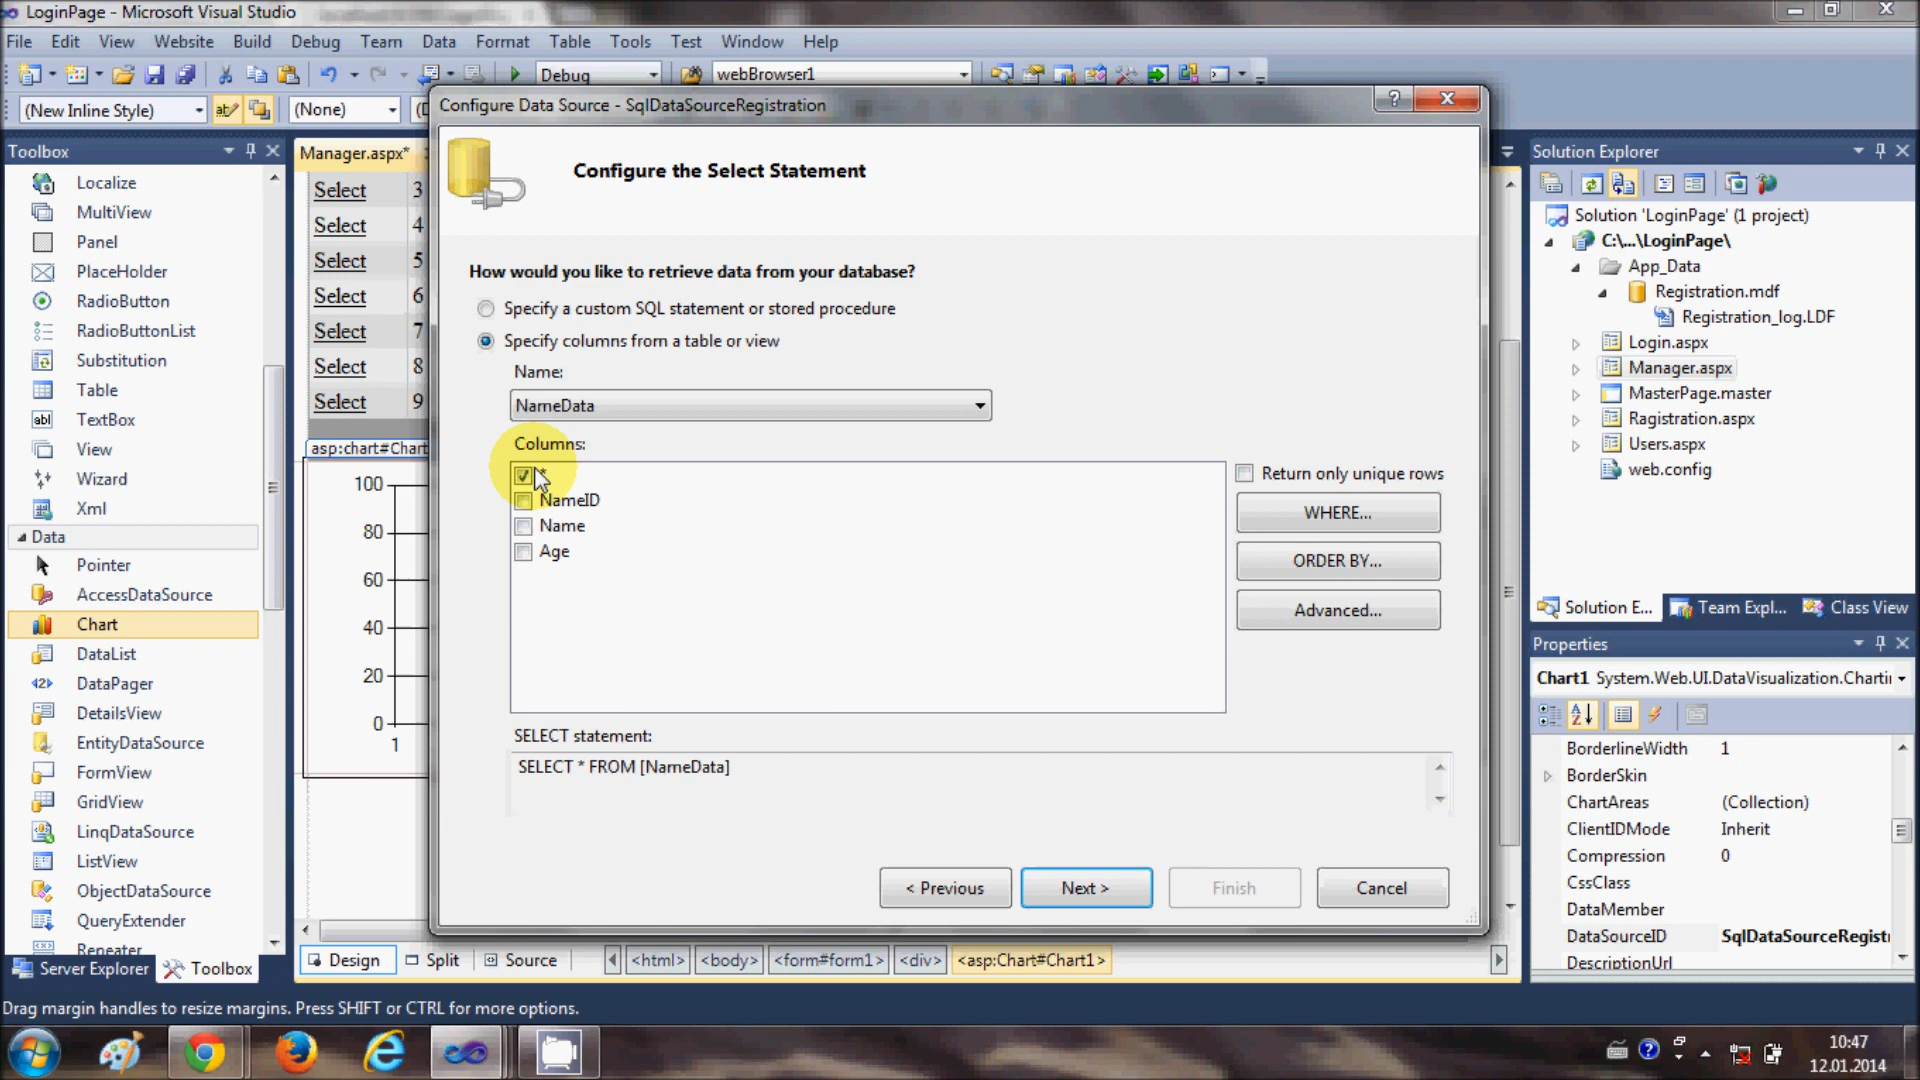 LoginPage - Microsoft Visual Studio
File Edit View Website Build Debug Team Data Format Table Tools Test Window Help
Debug webBrowser1
(New Inline Style) (None)
Toolbox
Localize
MultiView
Panel
PlaceHolder
RadioButton
RadioButtonList
Substitution
Table
TextBox
View
Wizard
Xml
Data
Pointer
AccessDataSource
Chart
DataList
DataPager
DetailsView
EntityDataSource
FormView
GridView
LinqDataSource
ListView
ObjectDataSource
QueryExtender
Repeater
Server Explorer Toolbox
Manager.aspx*
Select 3
Select 4
Select 5
Select 6
Select 7
Select 8
Select 9
asp:chart#Chart
100
80
60
40
20
0
1
Configure Data Source - SqlDataSourceRegistration
Configure the Select Statement
How would you like to retrieve data from your database?
Specify a custom SQL statement or stored procedure
Specify columns from a table or view
Name:
NameData
Columns:
*
NameID
Name
Age
Return only unique rows
WHERE...
ORDER BY...
Advanced...
SELECT statement:
SELECT * FROM [NameData]
< Previous Next > Finish Cancel
Design Split Source <html> <body> <form#form1> <div> <asp:Chart#Chart1>
Solution Explorer
Solution 'LoginPage' (1 project)
C:\...\LoginPage\
App_Data
Registration.mdf
Registration_log.LDF
Login.aspx
Manager.aspx
MasterPage.master
Ragistration.aspx
Users.aspx
web.config
Solution E... Team Expl... Class View
Properties
Chart1 System.Web.UI.DataVisualization.Charti
BorderlineWidth 1
BorderSkin
ChartAreas (Collection)
ClientIDMode Inherit
Compression 0
CssClass
DataMember
DataSourceID SqlDataSourceRegistr
DescriptionUrl
Drag margin handles to resize margins. Press SHIFT or CTRL for more options.
10:47
12.01.2014